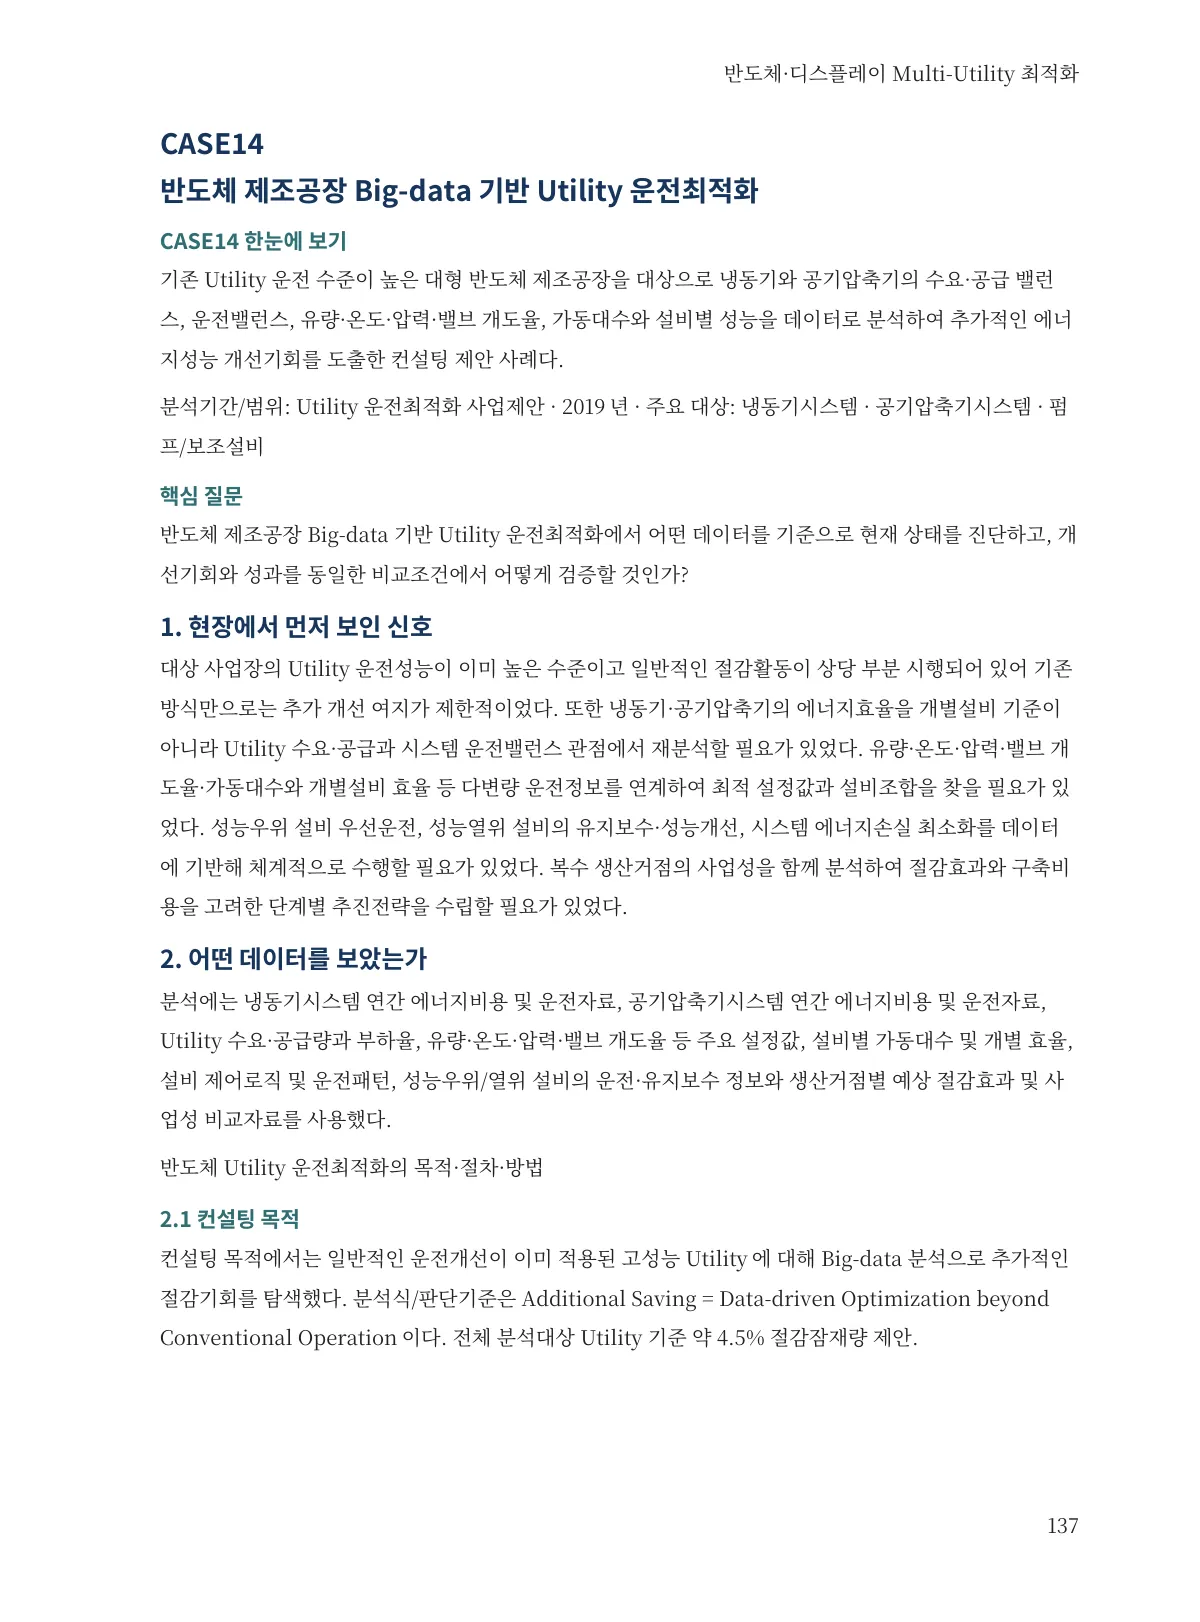 반도체·디스플레이 Multi-Utility 최적화
CASE14
반도체 제조공장 Big-data 기반 Utility 운전최적화
CASE14 한눈에 보기
기존 Utility 운전 수준이 높은 대형 반도체 제조공장을 대상으로 냉동기와 공기압축기의 수요·공급 밸런
스, 운전밸런스, 유량·온도·압력·밸브 개도율, 가동대수와 설비별 성능을 데이터로 분석하여 추가적인 에너
지성능 개선기회를 도출한 컨설팅 제안 사례다.
분석기간/범위: Utility 운전최적화 사업제안 · 2019 년 · 주요 대상: 냉동기시스템 · 공기압축기시스템 · 펌
프/보조설비
핵심 질문
반도체 제조공장 Big-data 기반 Utility 운전최적화에서 어떤 데이터를 기준으로 현재 상태를 진단하고, 개
선기회와 성과를 동일한 비교조건에서 어떻게 검증할 것인가?
1. 현장에서 먼저 보인 신호
대상 사업장의 Utility 운전성능이 이미 높은 수준이고 일반적인 절감활동이 상당 부분 시행되어 있어 기존
방식만으로는 추가 개선 여지가 제한적이었다. 또한 냉동기·공기압축기의 에너지효율을 개별설비 기준이
아니라 Utility 수요·공급과 시스템 운전밸런스 관점에서 재분석할 필요가 있었다. 유량·온도·압력·밸브 개
도율·가동대수와 개별설비 효율 등 다변량 운전정보를 연계하여 최적 설정값과 설비조합을 찾을 필요가 있
었다. 성능우위 설비 우선운전, 성능열위 설비의 유지보수·성능개선, 시스템 에너지손실 최소화를 데이터
에 기반해 체계적으로 수행할 필요가 있었다. 복수 생산거점의 사업성을 함께 분석하여 절감효과와 구축비
용을 고려한 단계별 추진전략을 수립할 필요가 있었다.
2. 어떤 데이터를 보았는가
분석에는 냉동기시스템 연간 에너지비용 및 운전자료, 공기압축기시스템 연간 에너지비용 및 운전자료,
Utility 수요·공급량과 부하율, 유량·온도·압력·밸브 개도율 등 주요 설정값, 설비별 가동대수 및 개별 효율,
설비 제어로직 및 운전패턴, 성능우위/열위 설비의 운전·유지보수 정보와 생산거점별 예상 절감효과 및 사
업성 비교자료를 사용했다.
반도체 Utility 운전최적화의 목적·절차·방법
2.1 컨설팅 목적
컨설팅 목적에서는 일반적인 운전개선이 이미 적용된 고성능 Utility 에 대해 Big-data 분석으로 추가적인
절감기회를 탐색했다. 분석식/판단기준은 Additional Saving = Data-driven Optimization beyond
Conventional Operation 이다. 전체 분석대상 Utility 기준 약 4.5% 절감잠재량 제안.
137